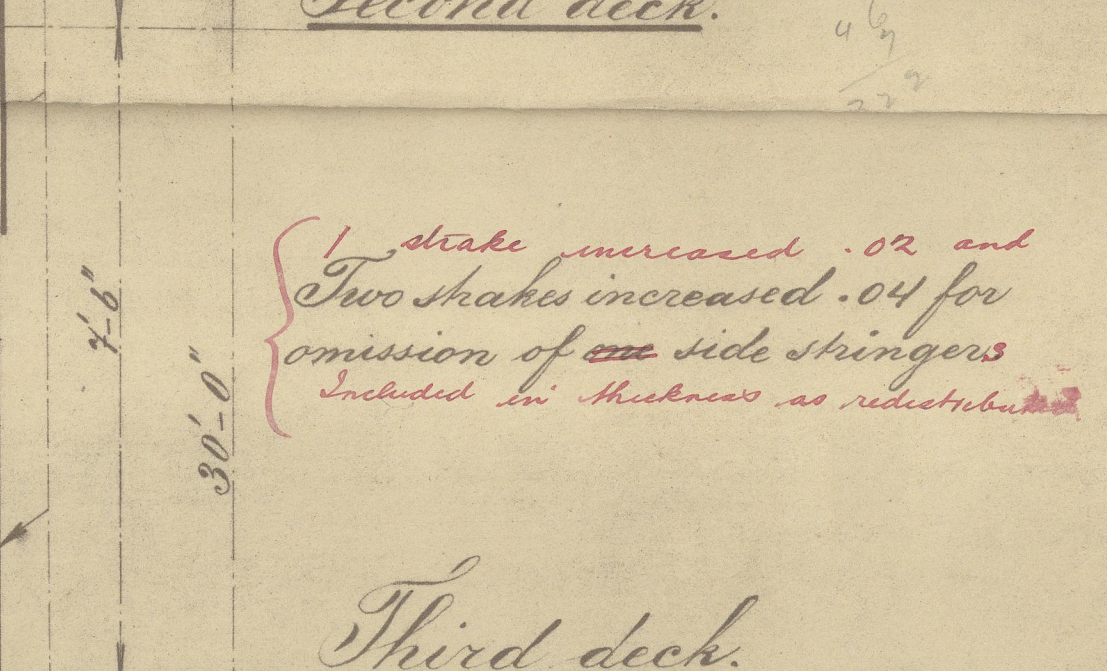 Second deck.
4 6
1 strake increased .02 and
Two strakes increased .04 for
omission of one side stringers
Included in thickness as redistributed
7'-6"
30'-0"
Third deck.